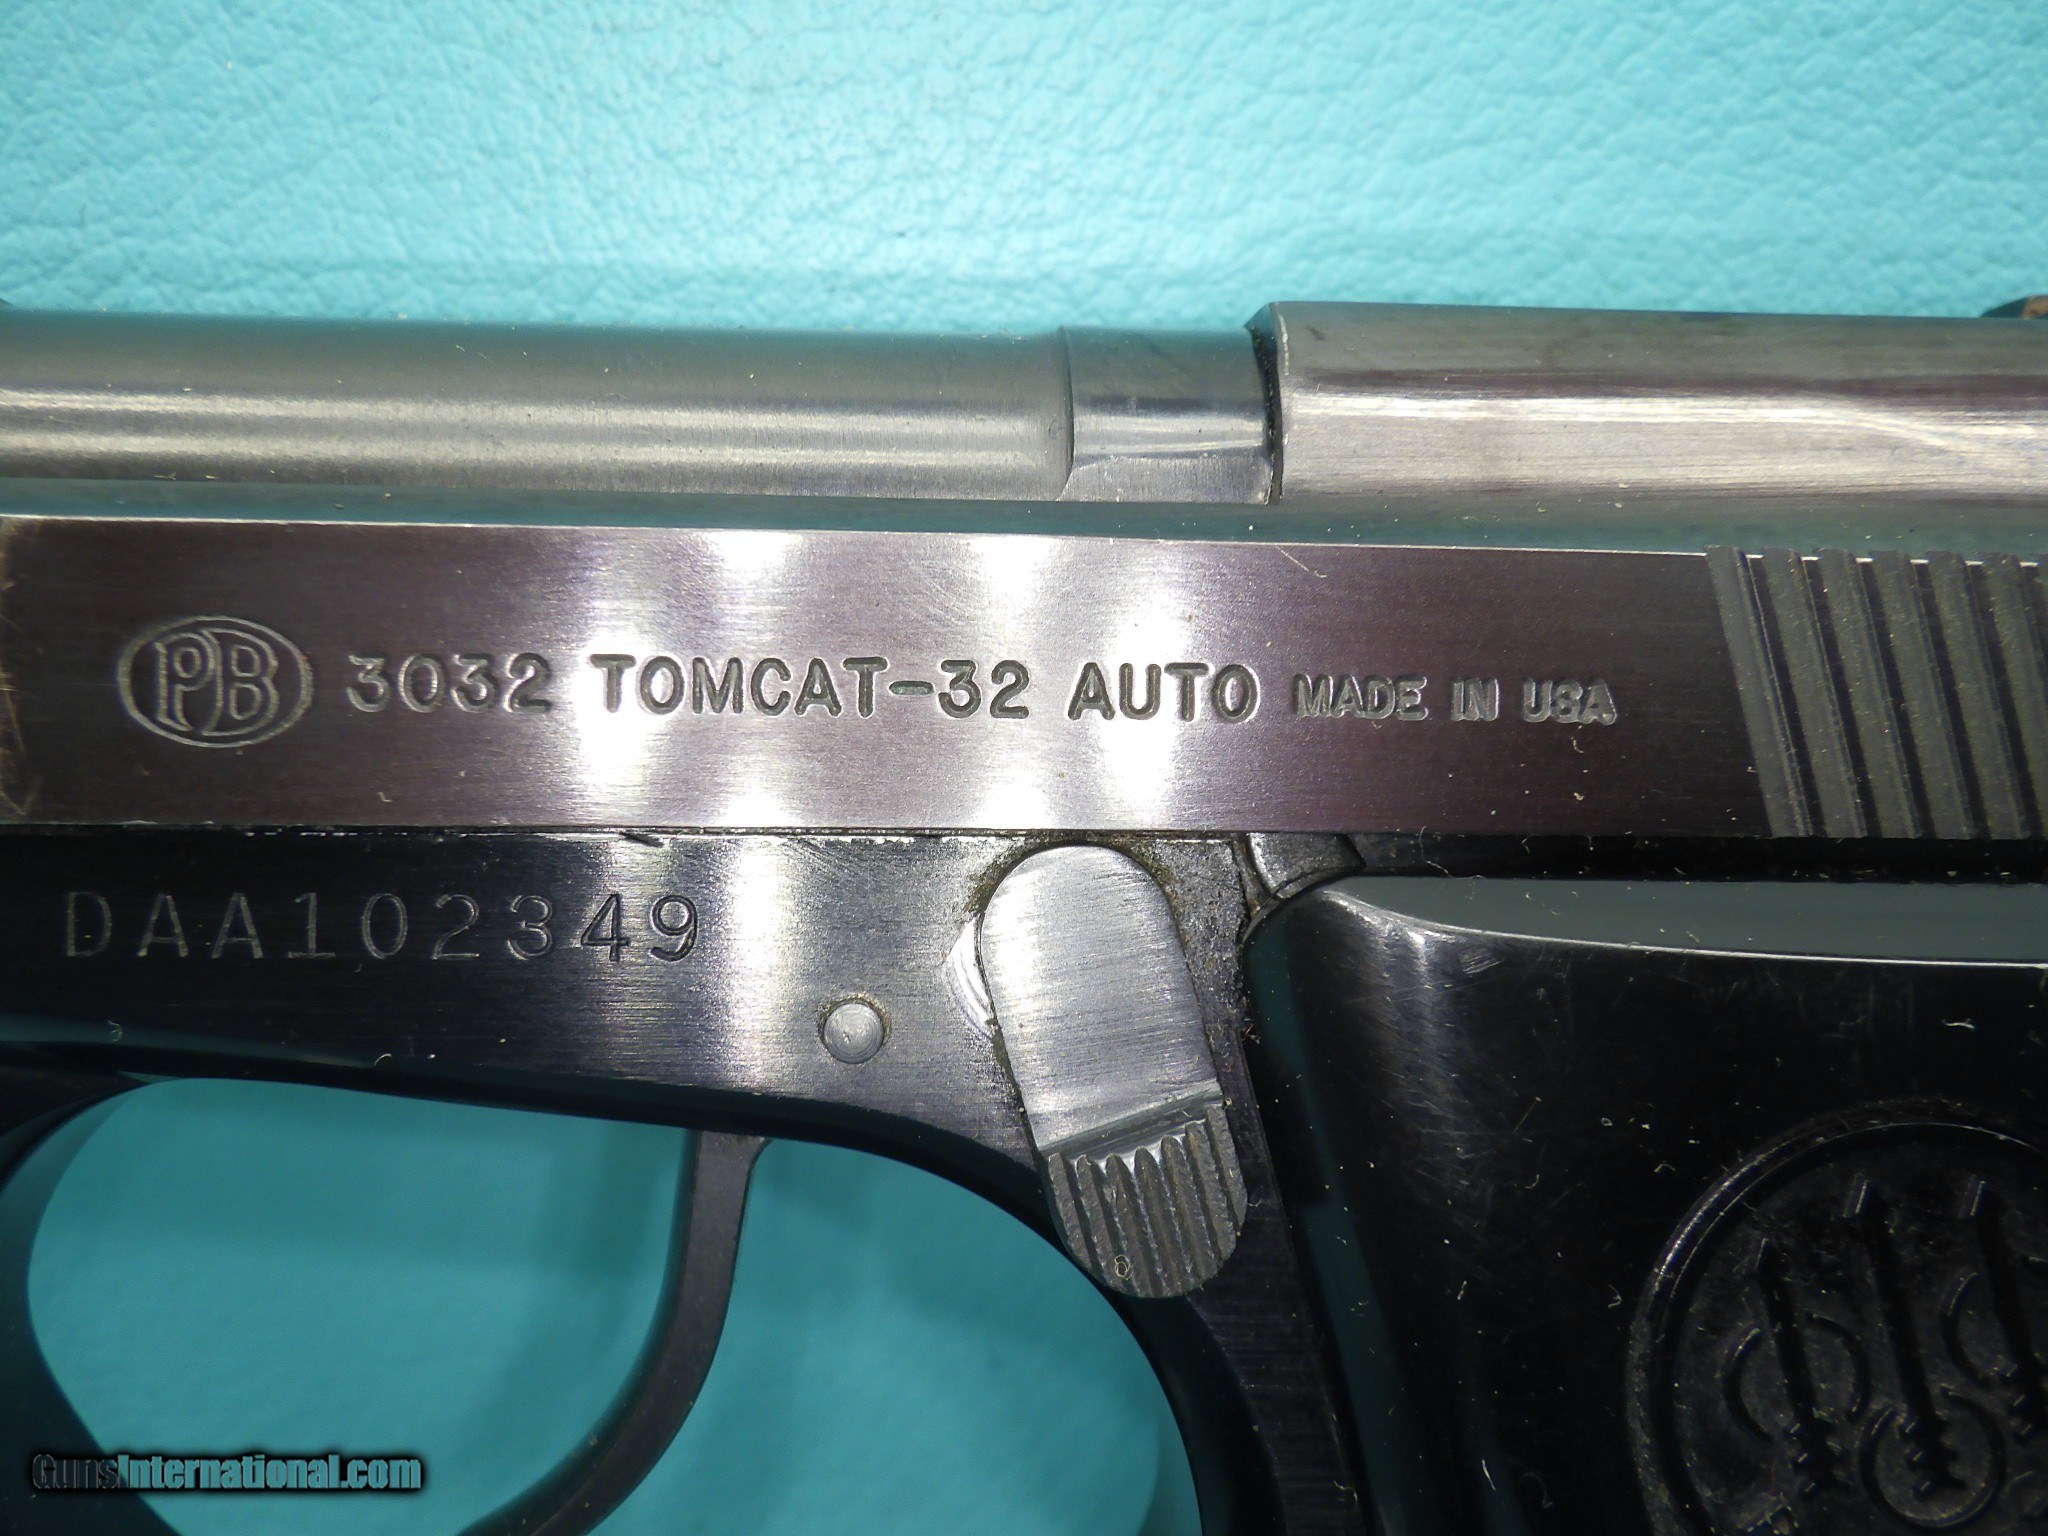 PB 3032 TOMCAT-32 AUTO MADE IN USA
DAA102349
GunsInternational.com